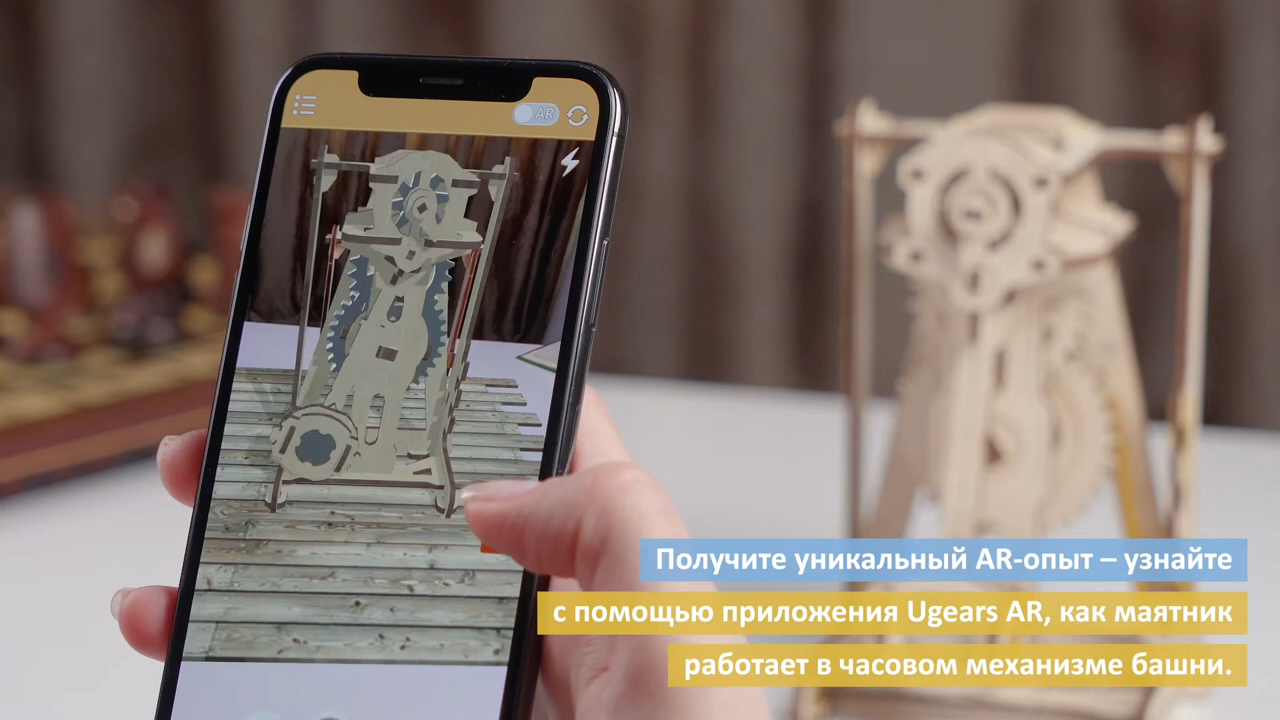 AR
Получите уникальный AR-опыт – узнайте
с помощью приложения Ugears AR, как маятник
работает в часовом механизме башни.